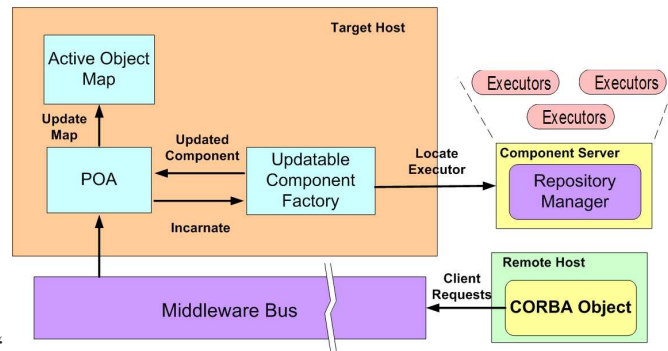 Target Host
Active Object
Map
Update
Map
POA
Updated
Component
Incarnate
Updatable
Component
Factory
Locate
Executor
Executors
Executors
Executors
Component Server
Repository
Manager
Remote Host
CORBA Object
Client
Requests
Middleware Bus